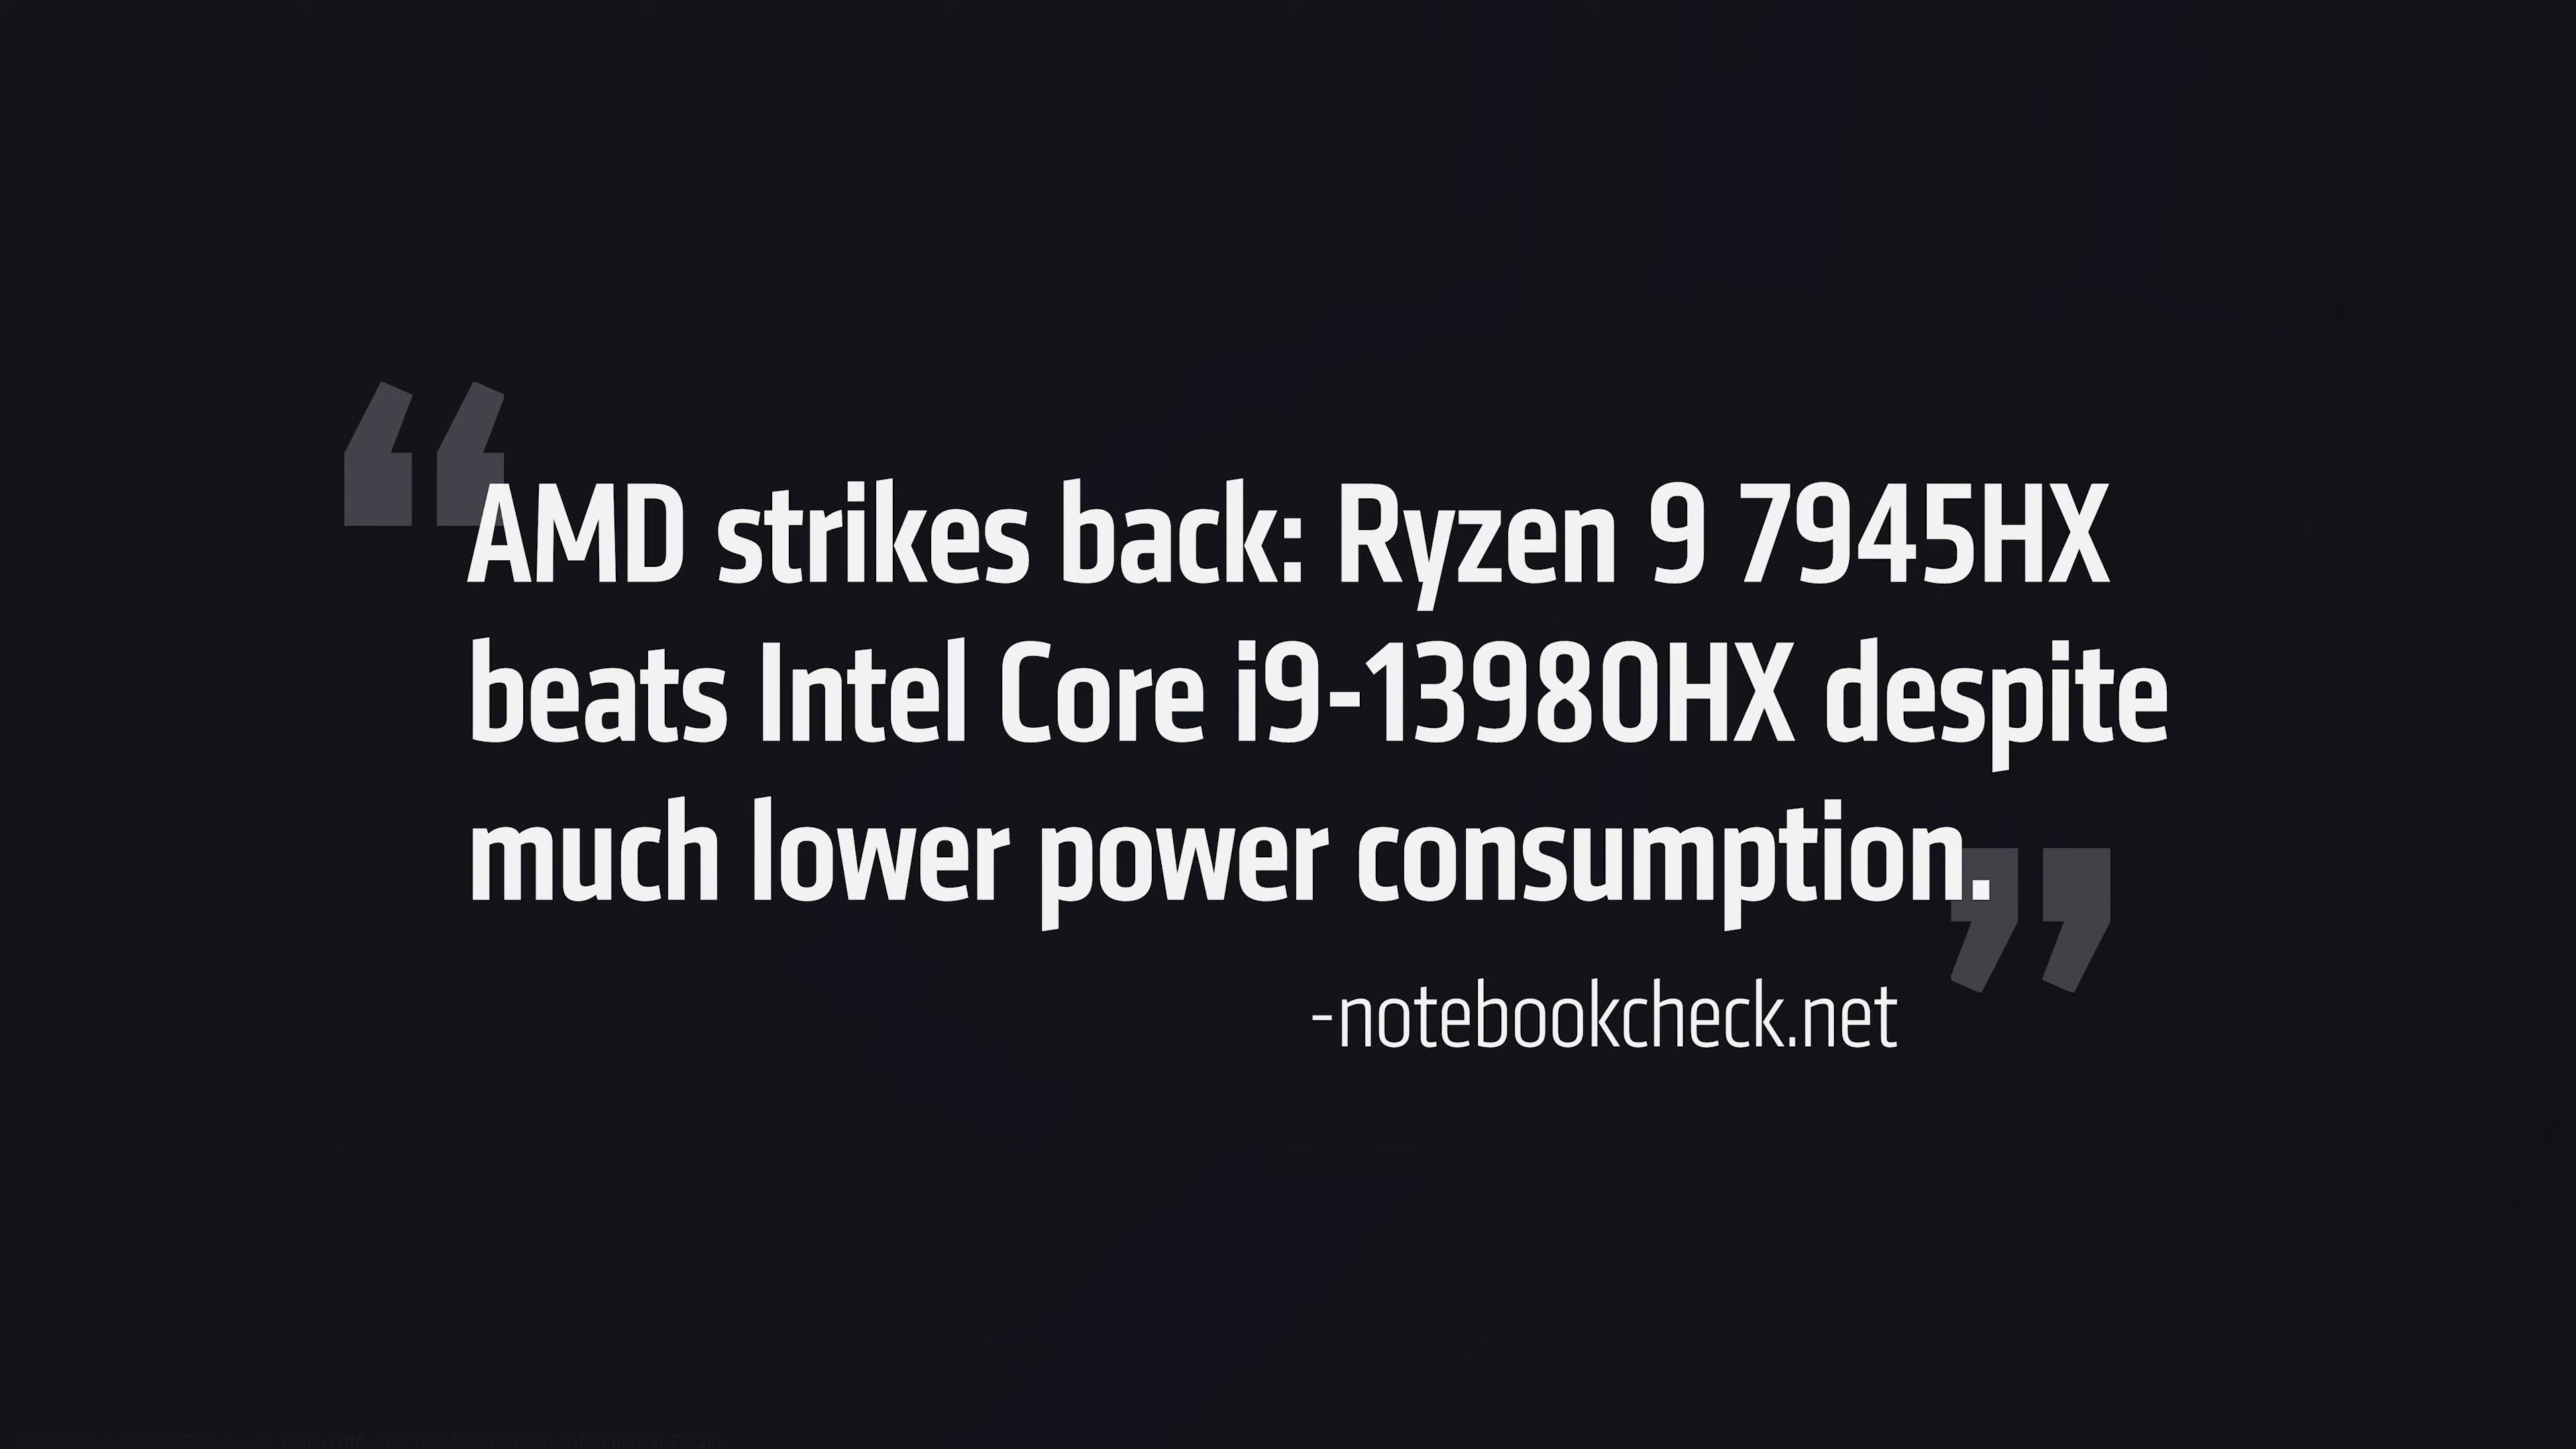 “AMD strikes back: Ryzen 9 7945HX
beats Intel Core i9-13980HX despite
much lower power consumption.”
-notebookcheck.net